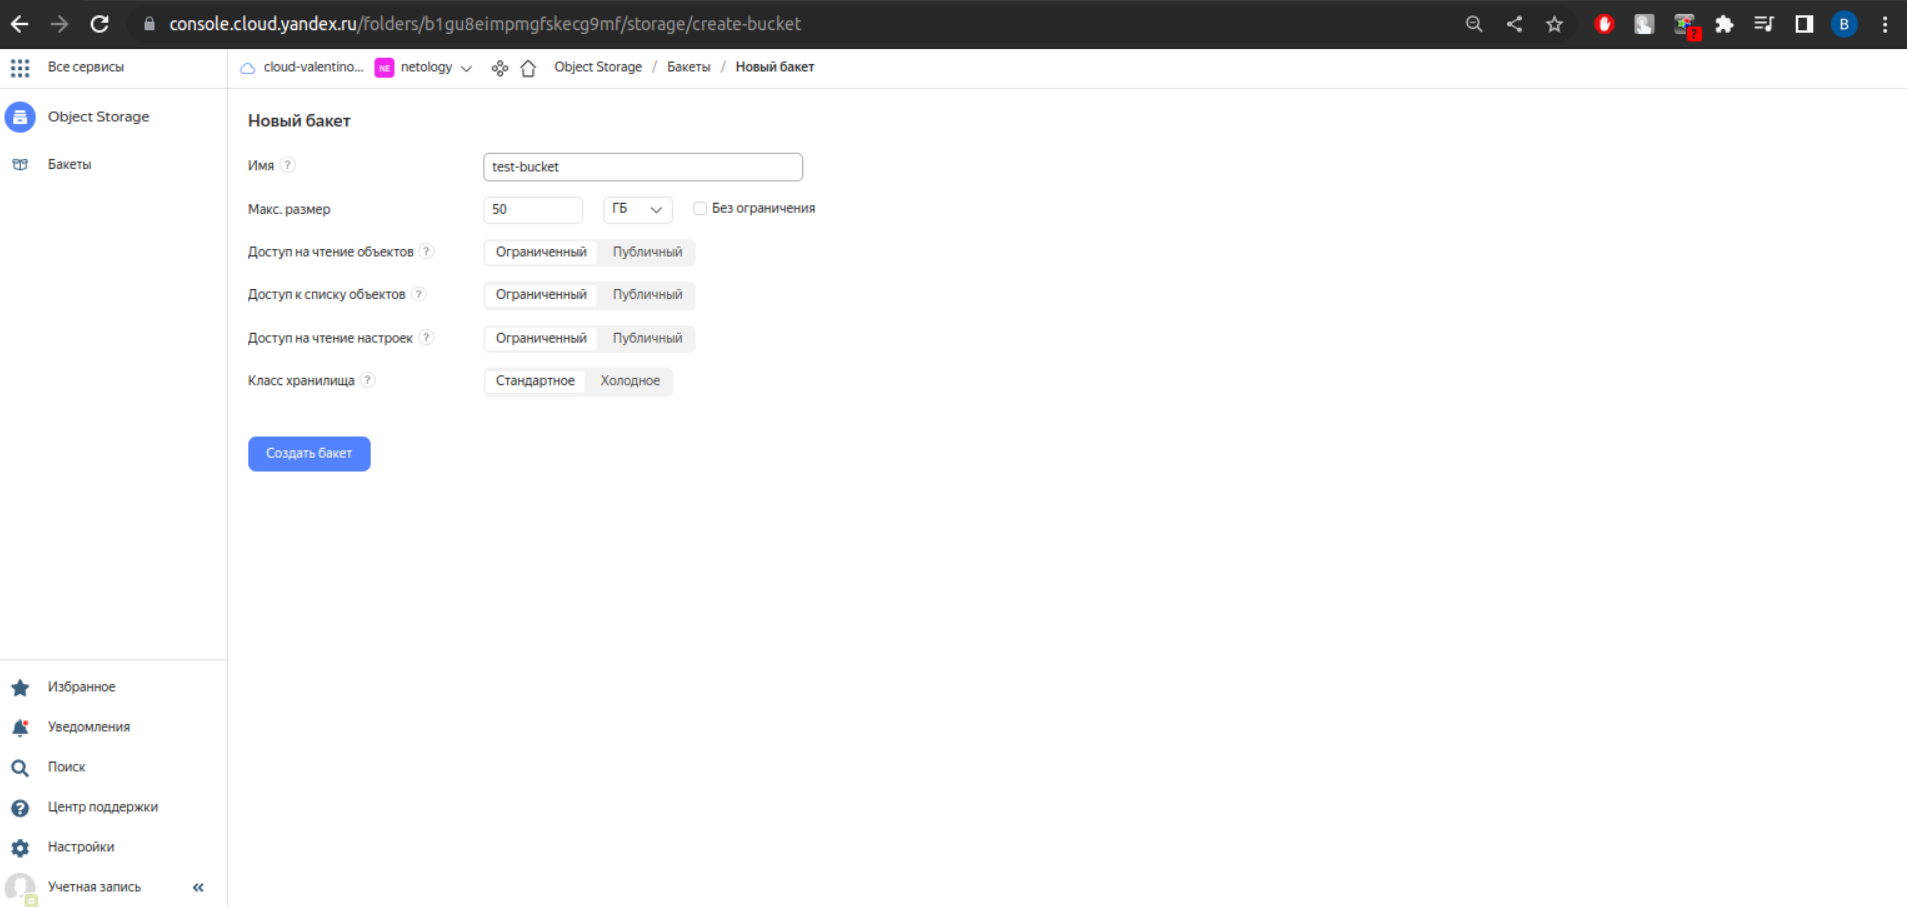 console.cloud.yandex.ru/folders/b1gu8eimpmgfskecg9mf/storage/create-bucket
?
B
Все сервисы
cloud-valentino... NE netology Object Storage / Бакеты / Новый бакет
Object Storage
Бакеты
Новый бакет
Имя ? test-bucket
Макс. размер 50 ГБ Без ограничения
Доступ на чтение объектов ? Ограниченный Публичный
Доступ к списку объектов ? Ограниченный Публичный
Доступ на чтение настроек ? Ограниченный Публичный
Класс хранилища ? Стандартное Холодное
Создать бакет
Избранное
Уведомления
Поиск
Центр поддержки
Настройки
Учетная запись